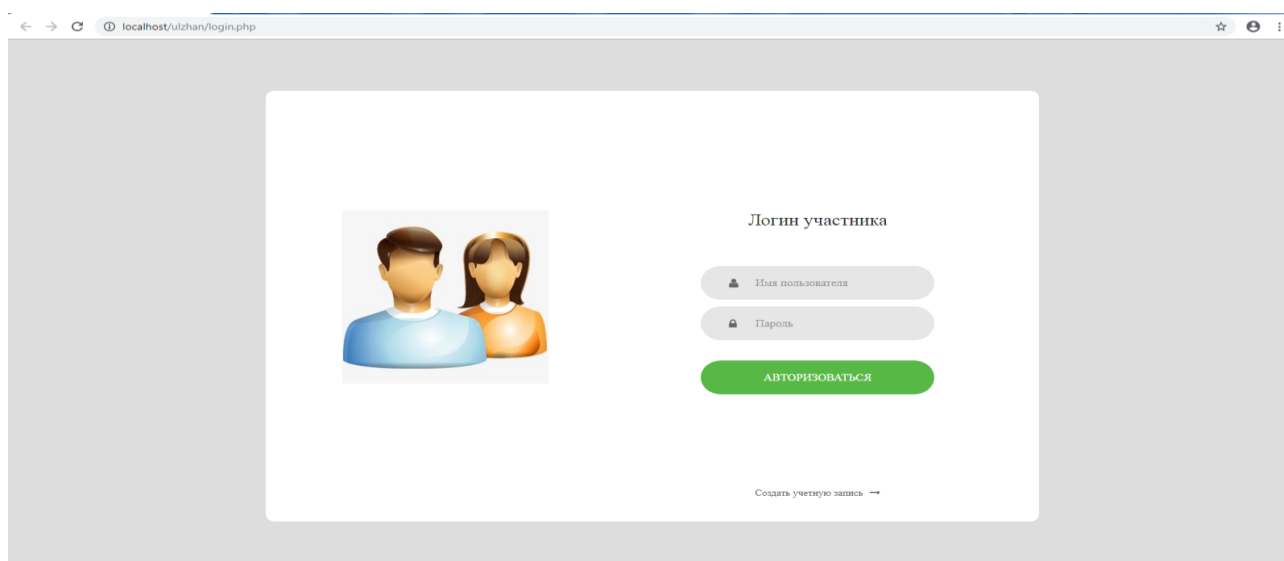 localhost/ulzhan/login.php
Логин участника
Имя пользователя
Пароль
АВТОРИЗОВАТЬСЯ
Создать учетную запись →